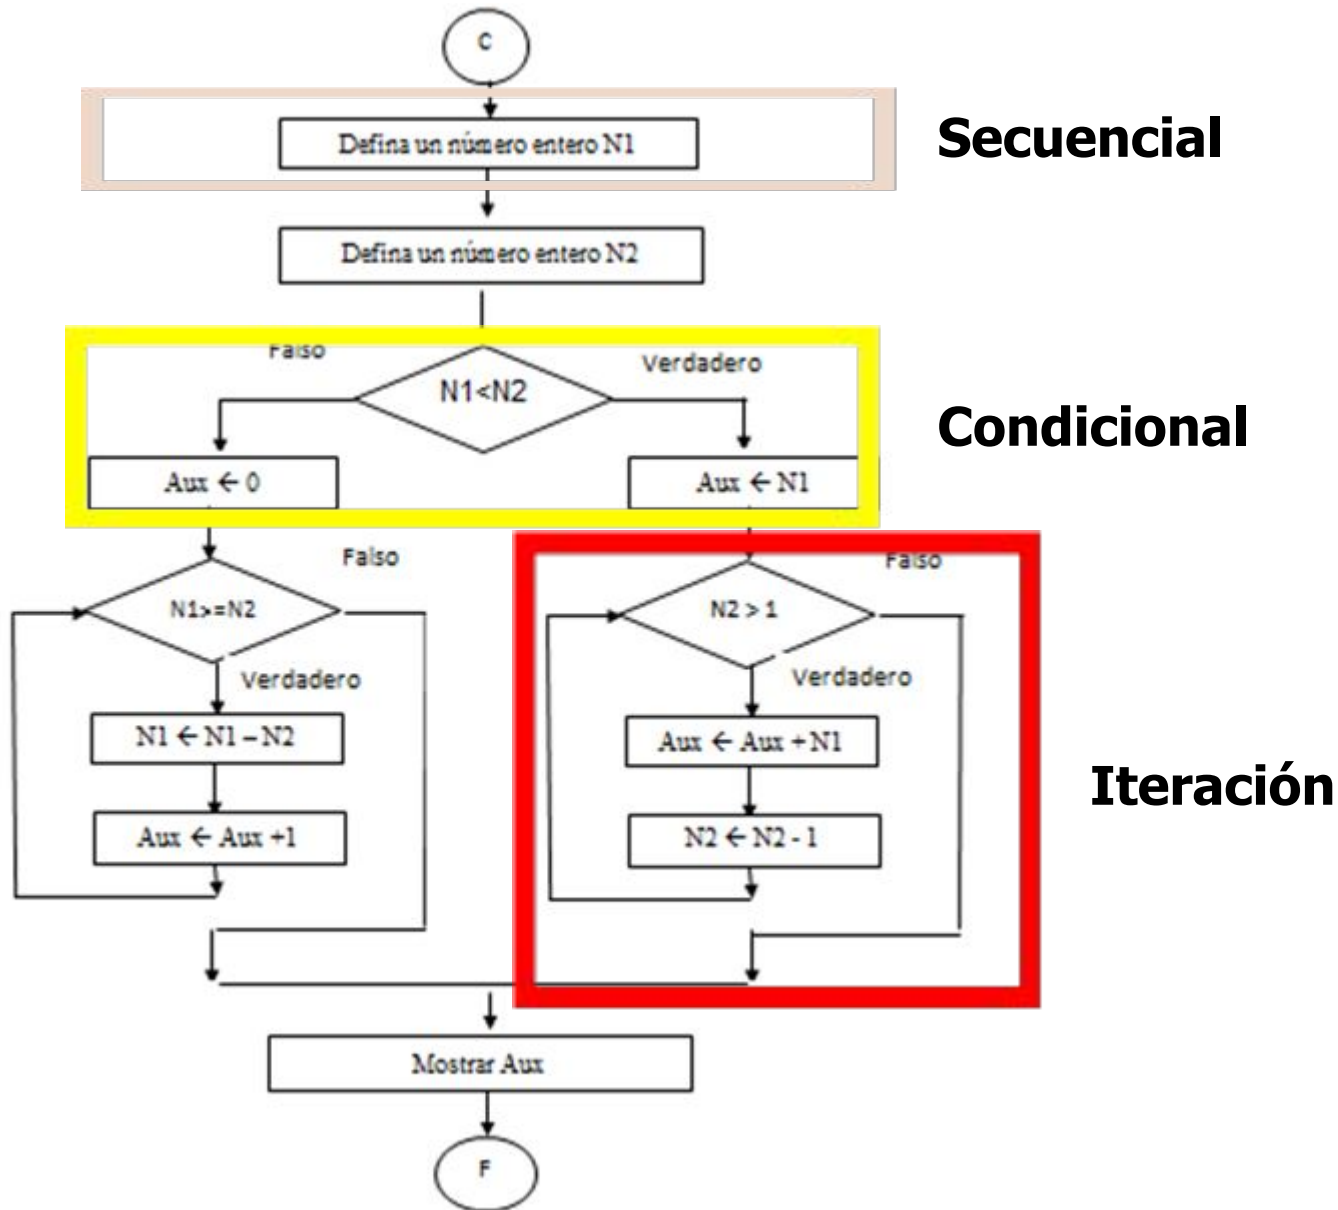 C
Defina un número entero N1
Secuencial
Defina un número entero N2
Falso
Verdadero
N1<N2
Condicional
Aux ← 0
Aux ← N1
Falso
Falso
N1>=N2
N2 > 1
Verdadero
Verdadero
N1 ← N1 – N2
Aux ← Aux + N1
Iteración
Aux ← Aux +1
N2 ← N2 - 1
Mostrar Aux
F